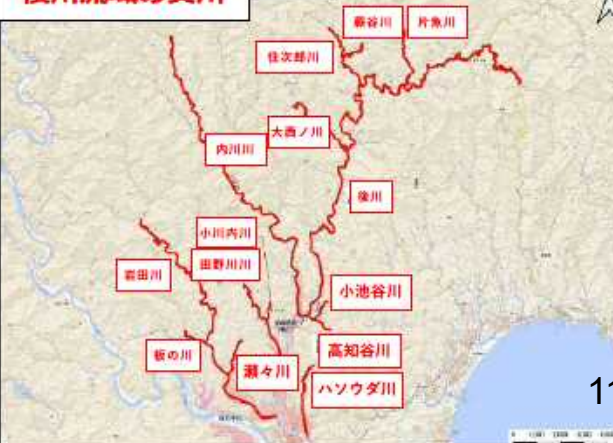 藤谷川
片魚川
住次郎川
大西ノ川
内川川
後川
小川内川
田野川川
岩田川
小池谷川
高知谷川
板の川
瀬々川
ハソウダ川
11